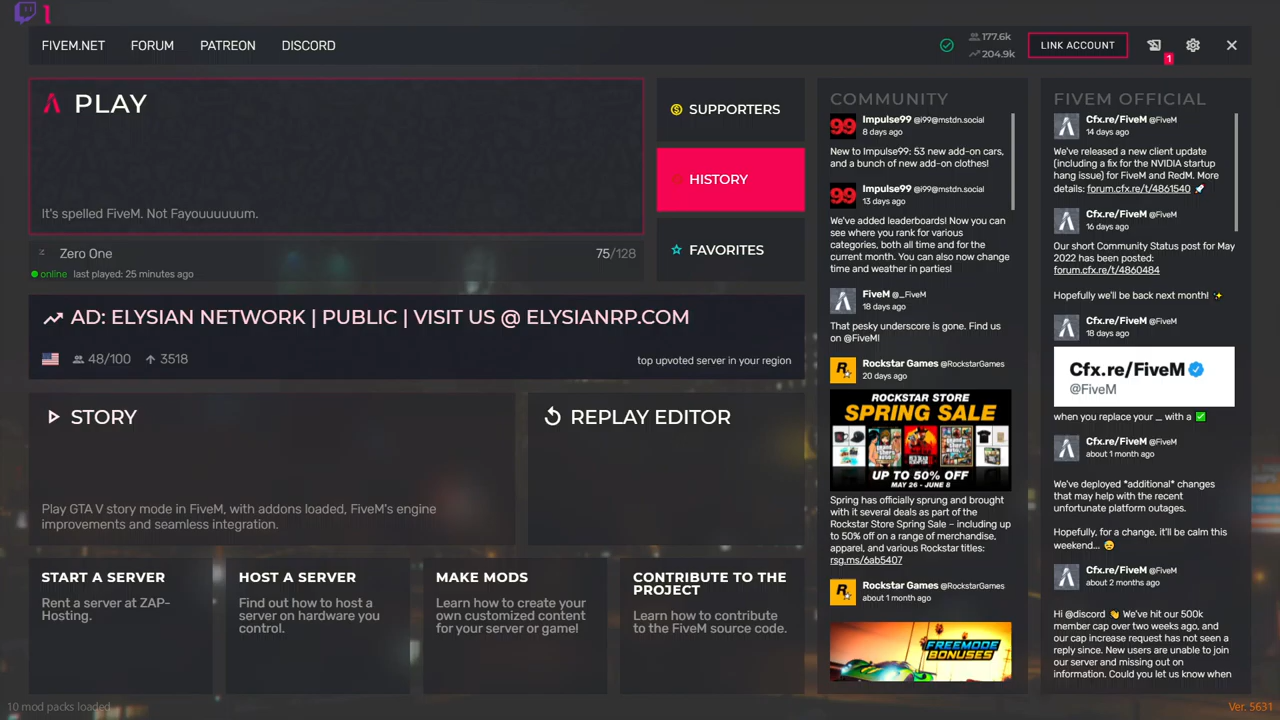 FIVEM.NET FORUM PATREON DISCORD
177.6k
204.9k
LINK ACCOUNT
1
PLAY
It's spelled FiveM. Not Fayouuuuuum.
Zero One 75/128
online last played: 25 minutes ago
SUPPORTERS
HISTORY
FAVORITES
AD: ELYSIAN NETWORK | PUBLIC | VISIT US @ ELYSIANRP.COM
48/100 3518 top upvoted server in your region
STORY
Play GTA V story mode in FiveM, with addons loaded, FiveM's engine
improvements and seamless integration.
REPLAY EDITOR
START A SERVER
Rent a server at ZAP-
Hosting.
HOST A SERVER
Find out how to host a
server on hardware you
control.
MAKE MODS
Learn how to create your
own customized content
for your server or game!
CONTRIBUTE TO THE
PROJECT
Learn how to contribute
to the FiveM source code.
COMMUNITY
99
Impulse99 @i99@mstdn.social
8 days ago
New to Impulse99: 53 new add-on cars,
and a bunch of new add-on clothes!
99
Impulse99 @i99@mstdn.social
13 days ago
We've added leaderboards! Now you can
see where you rank for various
categories, both all time and for the
current month. You can also now change
time and weather in parties!
FiveM @_FiveM
18 days ago
That pesky underscore is gone. Find us
on @FiveM!
Rockstar Games @RockstarGames
20 days ago
ROCKSTAR STORE
SPRING SALE
UP TO 50% OFF
MAY 26 - JUNE 8
Spring has officially sprung and brought
with it several deals as part of the
Rockstar Store Spring Sale – including up
to 50% off on a range of merchandise,
apparel, and various Rockstar titles:
rsg.ms/6ab5407
Rockstar Games @RockstarGames
about 1 month ago
FREEMODE
BONUSES
FIVEM OFFICIAL
Cfx.re/FiveM @FiveM
14 days ago
We've released a new client update
(including a fix for the NVIDIA startup
hang issue) for FiveM and RedM. More
details: forum.cfx.re/t/4861540 🚀
Cfx.re/FiveM @FiveM
16 days ago
Our short Community Status post for May
2022 has been posted:
forum.cfx.re/t/4860484
Hopefully we'll be back next month! ✨
Cfx.re/FiveM @FiveM
18 days ago
Cfx.re/FiveM
@FiveM
when you replace your _ with a ✅
Cfx.re/FiveM @FiveM
about 1 month ago
We've deployed *additional* changes
that may help with the recent
unfortunate platform outages.
Hopefully, for a change, it'll be calm this
weekend... 😓
Cfx.re/FiveM @FiveM
about 2 months ago
Hi @discord 👋 We've hit our 500k
member cap over two weeks ago, and
our cap increase request has not seen a
reply since. New users are unable to join
our server and missing out on
information. Could you let us know when
10 mod packs loaded
Ver. 5631